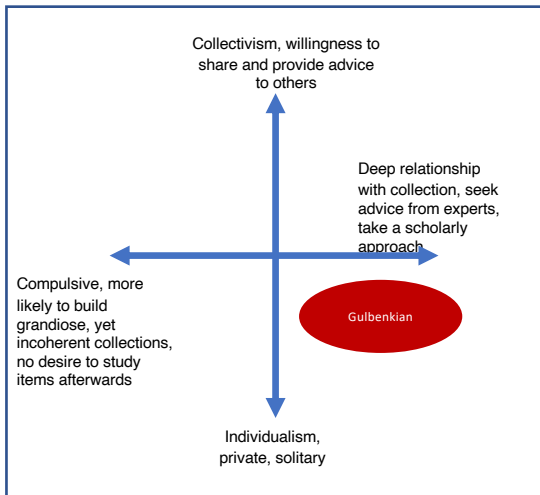 Collectivism, willingness to
share and provide advice
to others
Deep relationship
with collection, seek
advice from experts,
take a scholarly
approach
Compulsive, more
likely to build
grandiose, yet
incoherent collections,
no desire to study
items afterwards
Gulbenkian
Individualism,
private, solitary